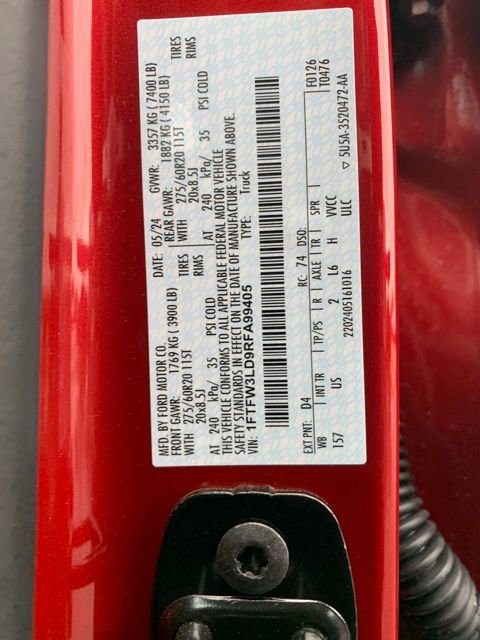 MFD. BY FORD MOTOR CO.
DATE: 05/24 GVWR: 3357 KG ( 7400 LB)
FRONT GAWR: 1769 KG (3900 LB) REAR GAWR: 1882 KG (4150 LB)
WITH 275/60R20 115T TIRES WITH 275/60R20 115T TIRES
20x8.5J RIMS 20x8.5J RIMS
AT 240 kPa/ 35 PSI COLD AT 240 kPa/ 35 PSI COLD
THIS VEHICLE CONFORMS TO ALL APPLICABLE FEDERAL MOTOR VEHICLE
SAFETY STANDARDS IN EFFECT ON THE DATE OF MANUFACTURE SHOWN ABOVE.
VIN: 1FTFW3LD9RFA99405 TYPE: Truck
F0126
T0476
EXT PNT: D4 RC: 74 DSO:
WB INT TR TP/PS R AXLE TR SPR
157 US 2 L6 H VVCC
ULC
2202405161016
▽ 5U5A-3520472-AA